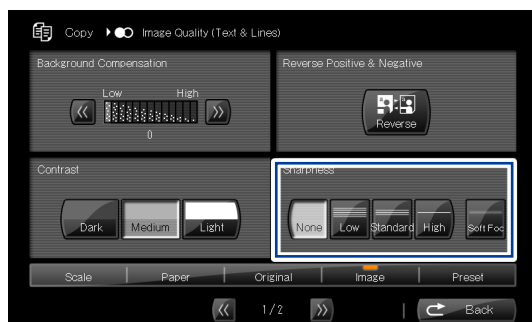 Copy Image Quality (Text & Lines)
Background Compensation
Low High
0
Reverse Positive & Negative
Reverse
Contrast
Dark Medium Light
Sharpness
None Low Standard High Soft Foc
Scale Paper Original Image Preset
1/2 Back